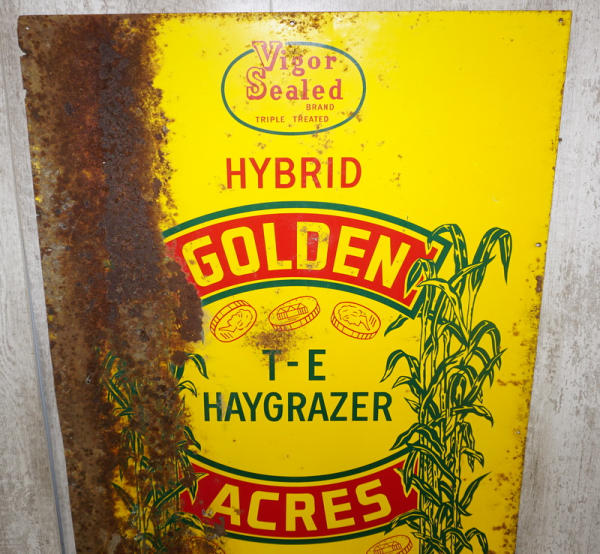 Vigor
Sealed
BRAND
TRIPLE TREATED
HYBRID
GOLDEN
T-E
HAYGRAZER
ACRES